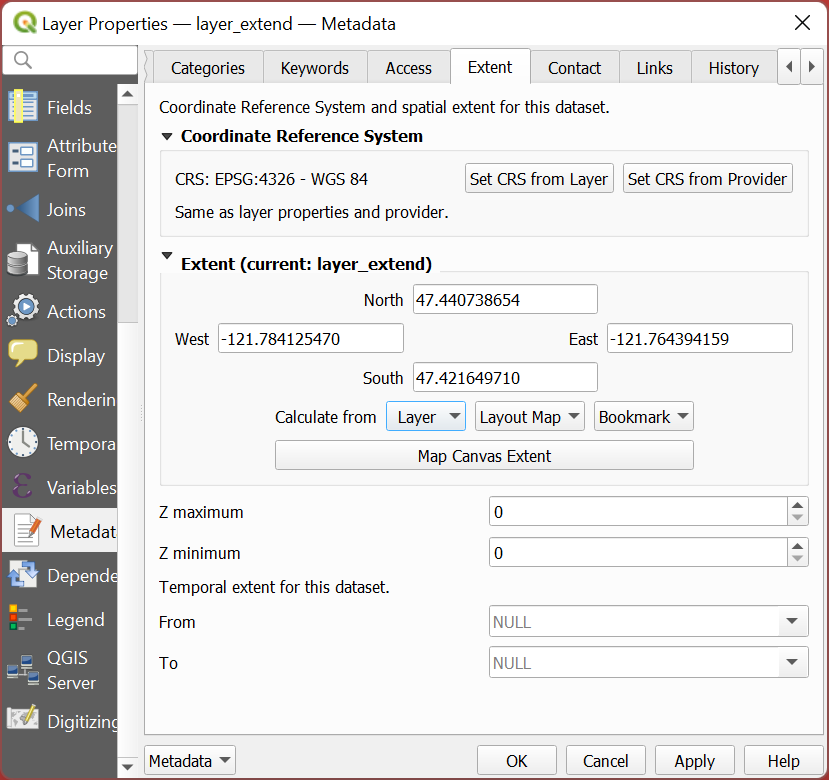 Layer Properties — layer_extend — Metadata
Categories Keywords Access Extent Contact Links History
Fields
Attribute
Form
Joins
Auxiliary
Storage
Actions
Display
Renderin
Tempora
Variables
Metadat
Depende
Legend
QGIS
Server
Digitizing
Coordinate Reference System and spatial extent for this dataset.
Coordinate Reference System
CRS: EPSG:4326 - WGS 84 Set CRS from Layer Set CRS from Provider
Same as layer properties and provider.
Extent (current: layer_extend)
North 47.440738654
West -121.784125470 East -121.764394159
South 47.421649710
Calculate from Layer Layout Map Bookmark
Map Canvas Extent
Z maximum 0
Z minimum 0
Temporal extent for this dataset.
From NULL
To NULL
Metadata OK Cancel Apply Help